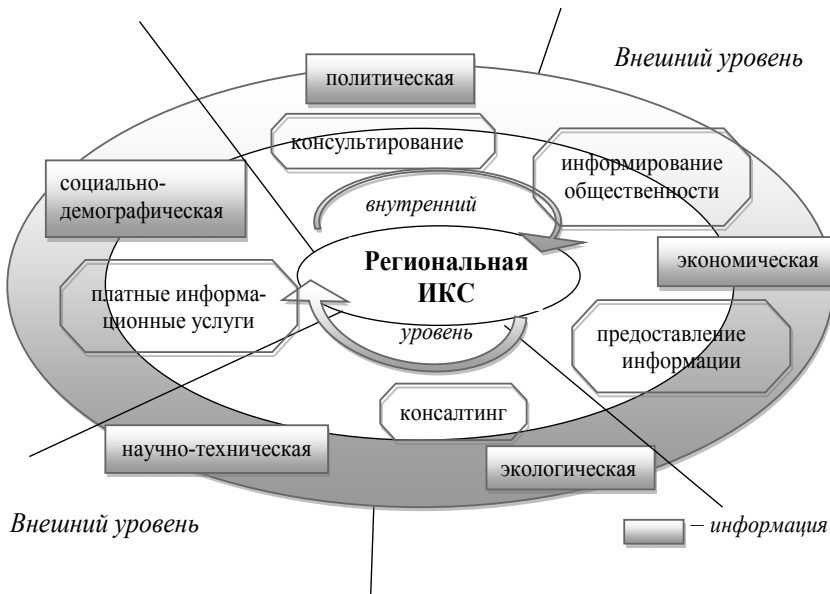 Внешний уровень
политическая
консультирование
информирование
общественности
социально-
демографическая
внутренний
экономическая
Региональная
ИКС
платные информа-
ционные услуги
уровень
предоставление
информации
консалтинг
научно-техническая
экологическая
Внешний уровень
– информация